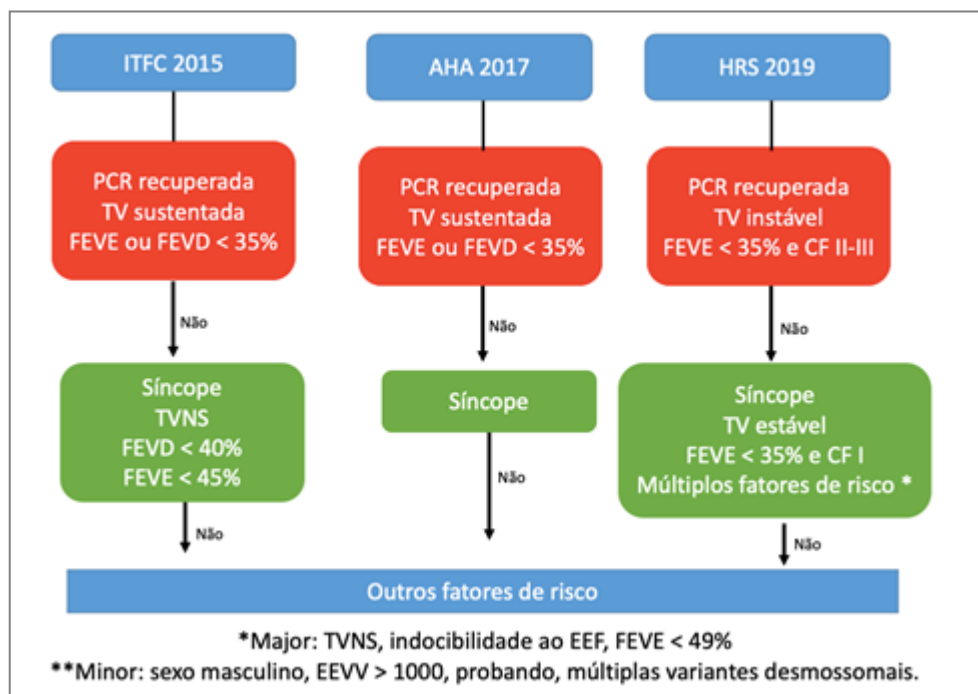 ITFC 2015
PCR recuperada
TV sustentada
FEVE ou FEVD < 35%
Não
Síncope
TVNS
FEVD < 40%
FEVE < 45%
Não
AHA 2017
PCR recuperada
TV sustentada
FEVE ou FEVD < 35%
Não
Síncope
Não
HRS 2019
PCR recuperada
TV instável
FEVE < 35% e CF II-III
Não
Síncope
TV estável
FEVE < 35% e CF I
Múltiplos fatores de risco *
Não
Outros fatores de risco
*Major: TVNS, indocibilidade ao EEF, FEVE < 49%
**Minor: sexo masculino, EEVV > 1000, probando, múltiplas variantes desmossomais.